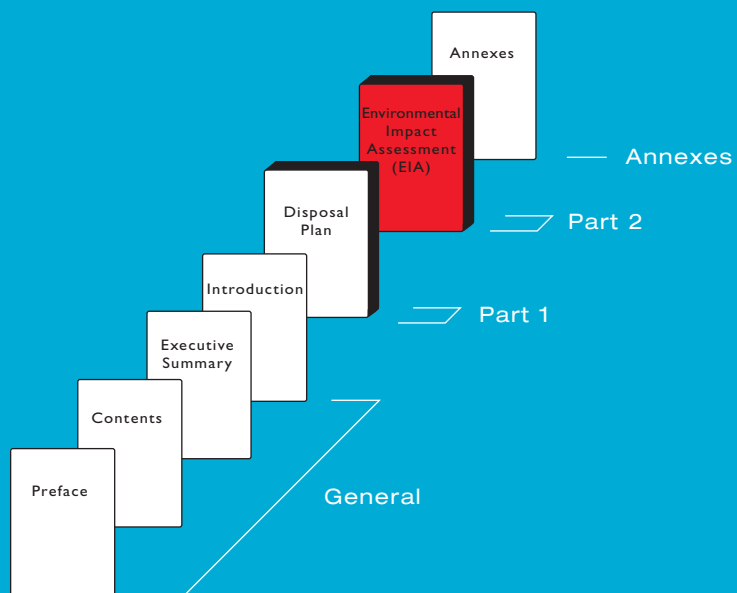 Annexes
Environmental
Impact
Assessment
(EIA)
Annexes
Disposal
Plan
Part 2
Introduction
Part 1
Executive
Summary
Contents
Preface
General